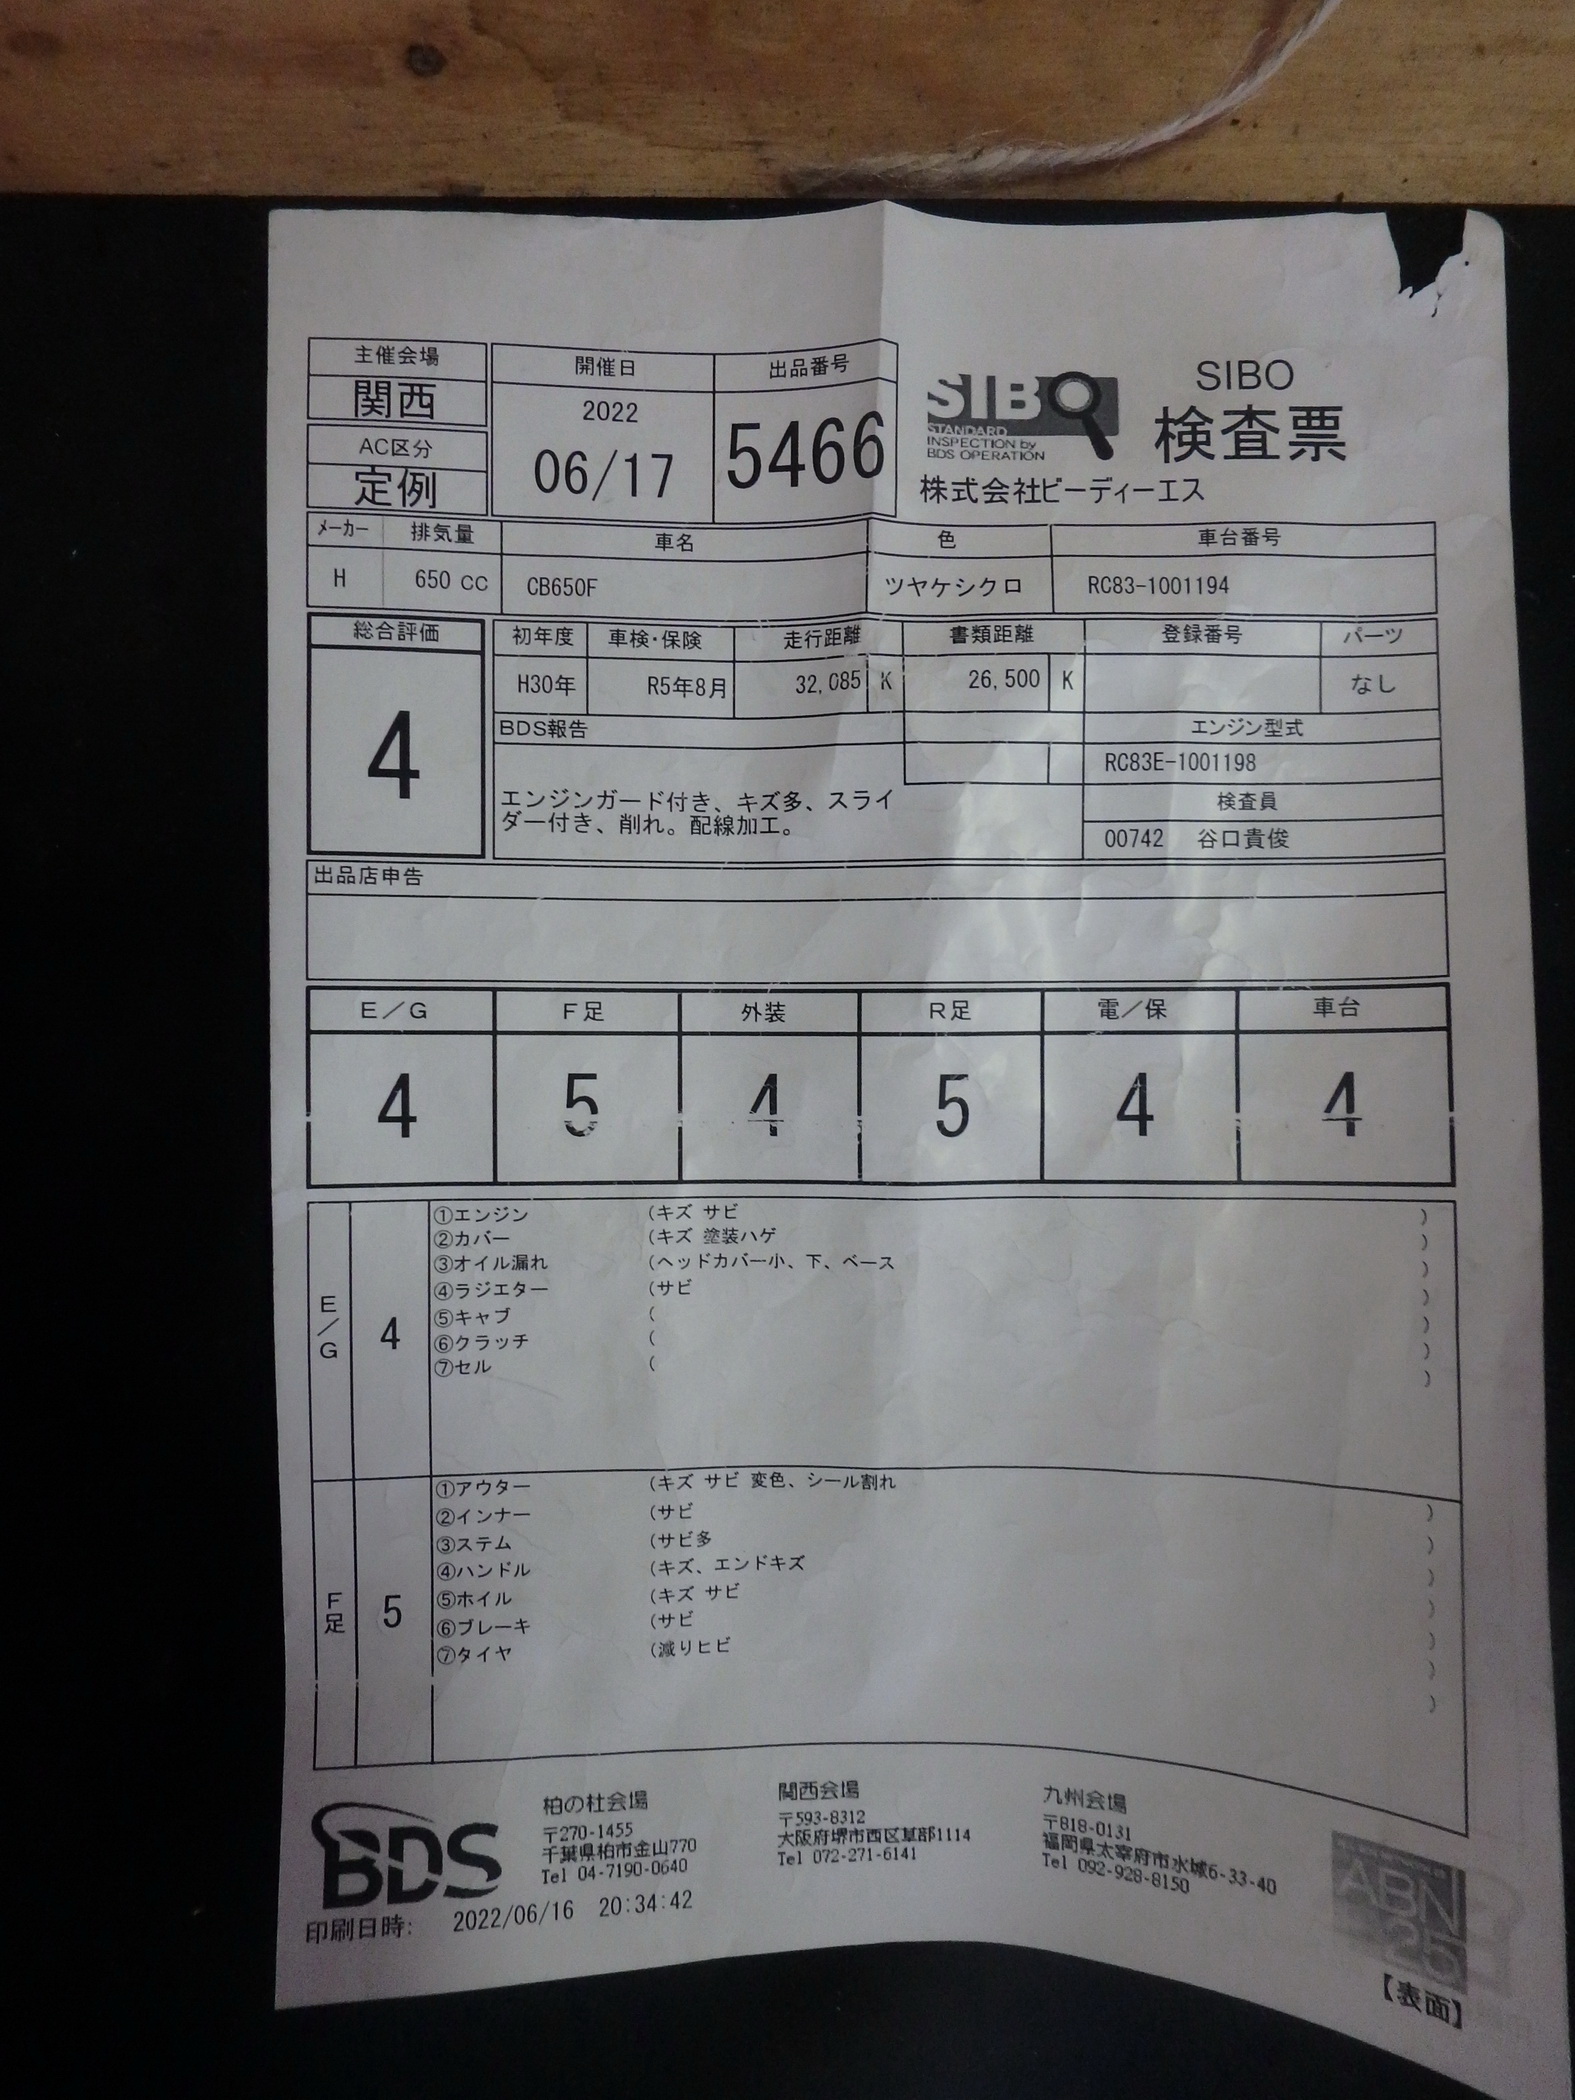 主催会場
関西
AC区分
定例
開催日
2022
06/17
出品番号
5466
SIBO
STANDARD
INSPECTION by
BDS OPERATION
SIBO
検査票
株式会社ビーディーエス
メーカー 排気量 車名 色 車台番号
H 650 CC CB650F ツヤケシクロ RC83-1001194
総合評価
4
初年度 車検・保険 走行距離 書類距離 登録番号 パーツ
H30年 R5年8月 32,085 K 26,500 K なし
BDS報告
エンジンガード付き、キズ多、スライ
ダー付き、削れ。配線加工。
エンジン型式
RC83E-1001198
検査員
00742 谷口貴俊
出品店申告
E/G F足 外装 R足 電/保 車台
4 5 4 5 4 4
E/G
4
①エンジン (キズ サビ )
②カバー (キズ 塗装ハゲ )
③オイル漏れ (ヘッドカバー小、下、ベース )
④ラジエター (サビ )
⑤キャブ ( )
⑥クラッチ ( )
⑦セル ( )
F足
5
①アウター (キズ サビ 変色、シール割れ )
②インナー (サビ )
③ステム (サビ多 )
④ハンドル (キズ、エンドキズ )
⑤ホイル (キズ サビ )
⑥ブレーキ (サビ )
⑦タイヤ (減りヒビ )
BDS
柏の杜会場
〒270-1455
千葉県柏市金山770
Tel 04-7190-0640
関西会場
〒593-8312
大阪府堺市西区草部1114
Tel 072-271-6141
九州会場
〒818-0131
福岡県太宰府市水城6-33-40
Tel 092-928-8150
印刷日時: 2022/06/16 20:34:42
ABN
25
【表面】